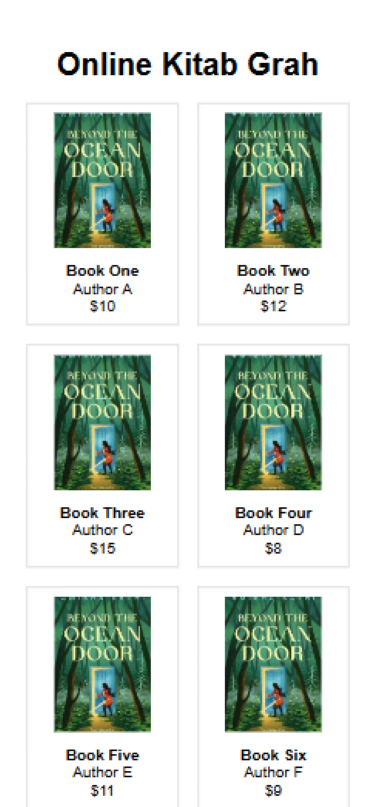 Online Kitab Grah
BEYOND THE
OCEAN
DOOR
BEYOND THE
OCEAN
DOOR
Book One
Author A
$10
Book Two
Author B
$12
BEYOND THE
OCEAN
DOOR
BEYOND THE
OCEAN
DOOR
Book Three
Author C
$15
Book Four
Author D
$8
BEYOND THE
OCEAN
DOOR
BEYOND THE
OCEAN
DOOR
Book Five
Author E
$11
Book Six
Author F
$9